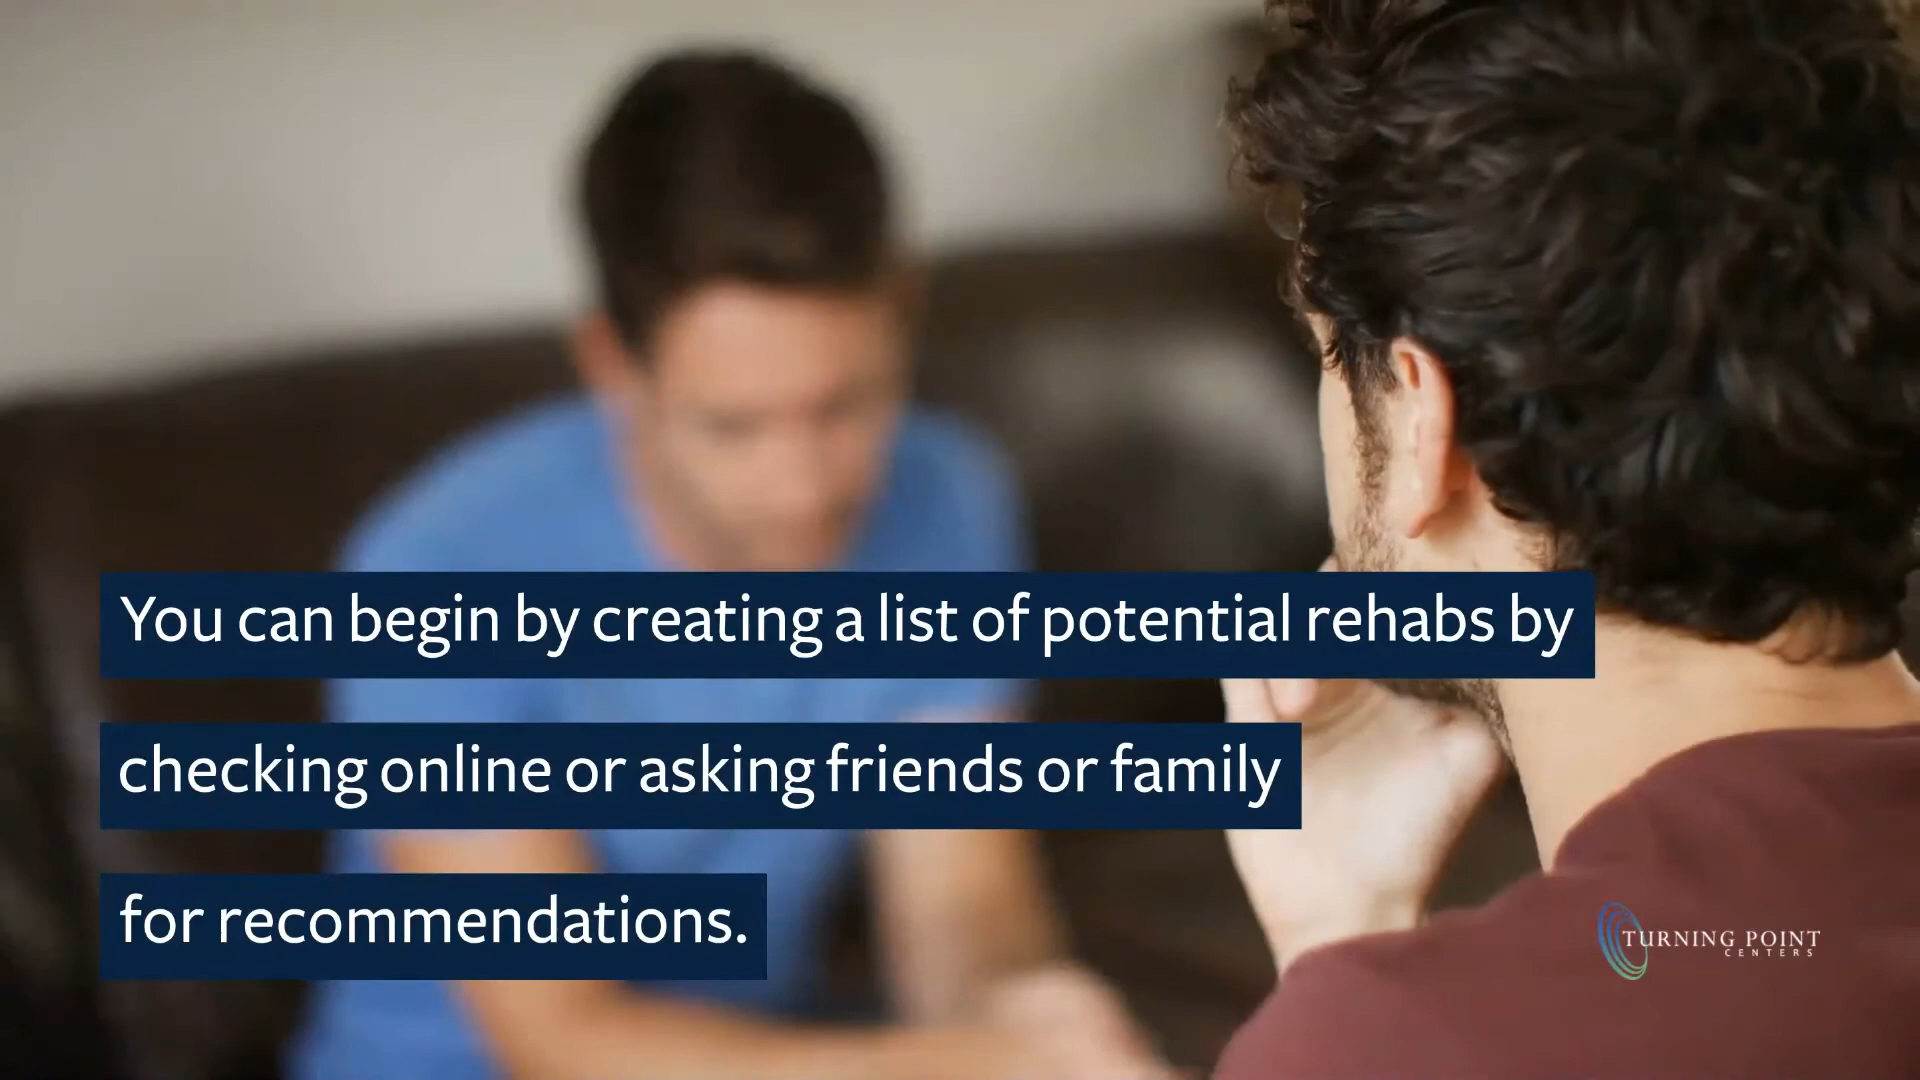 You can begin by creating a list of potential rehabs by
checking online or asking friends or family
for recommendations.
TURNING POINT
CENTERS